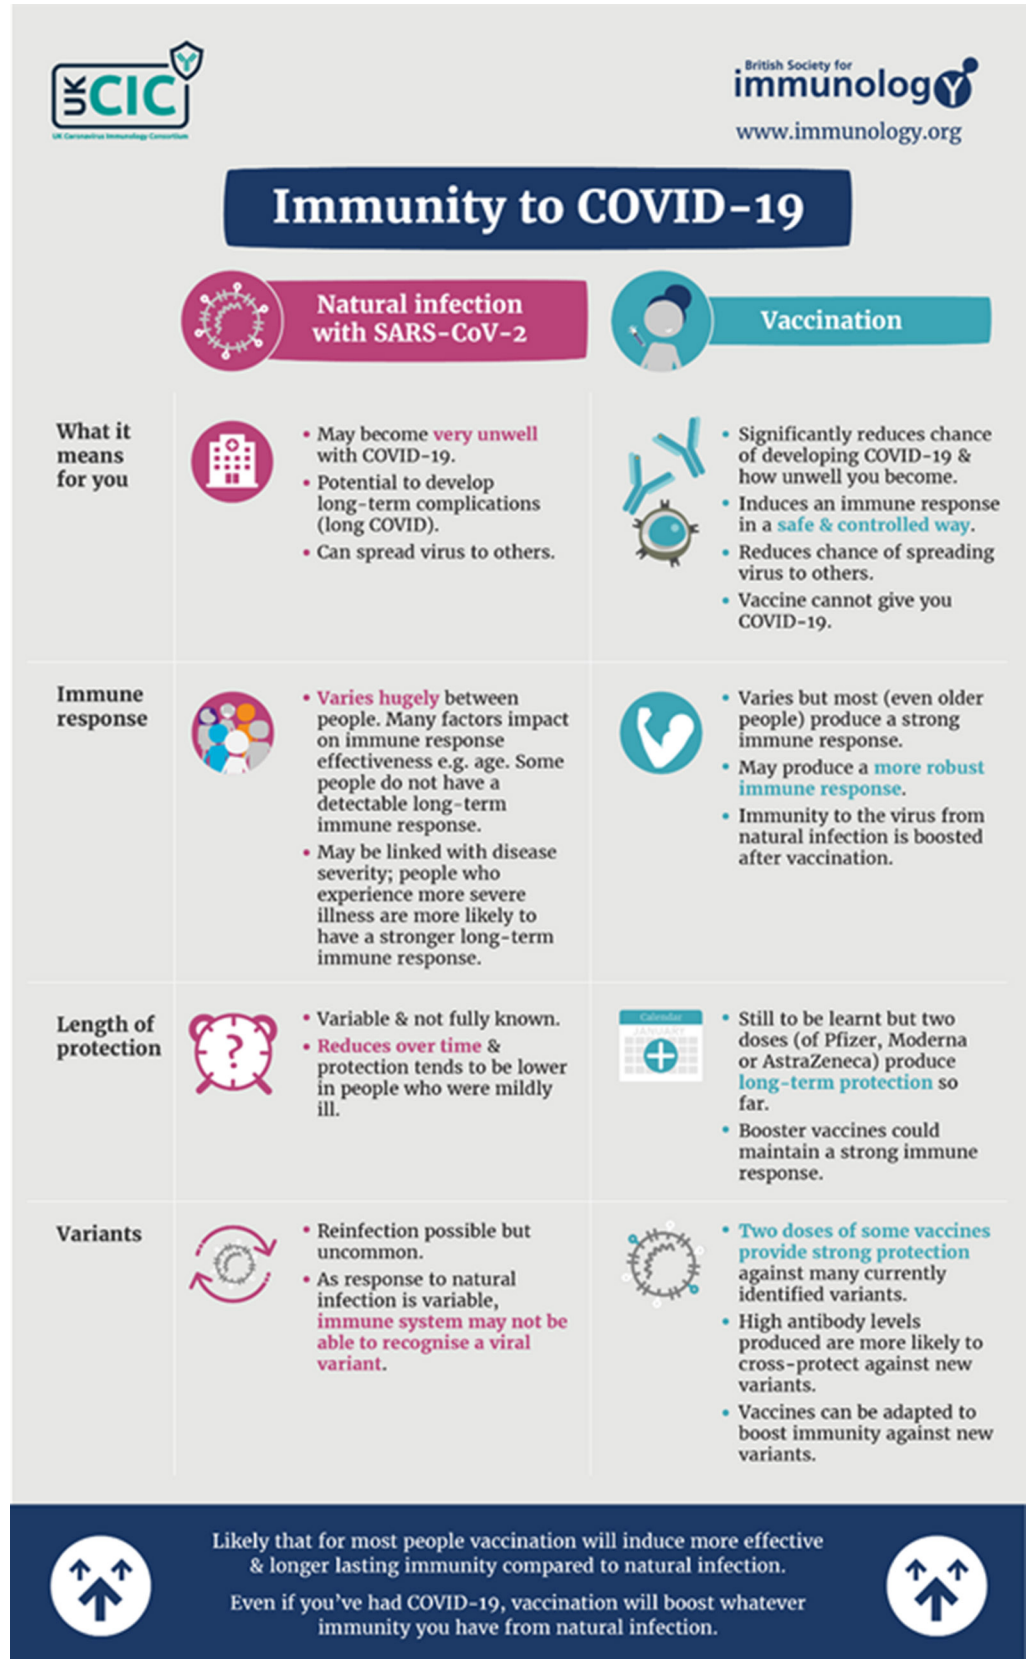 UK
CIC
UK Coronavirus Immunology Consortium
British Society for
immunology
www.immunology.org
Immunity to COVID-19
Natural infection
with SARS-CoV-2
Vaccination
What it
means
for you
• May become very unwell
with COVID-19.
• Potential to develop
long-term complications
(long COVID).
• Can spread virus to others.
• Significantly reduces chance
of developing COVID-19 &
how unwell you become.
• Induces an immune response
in a safe & controlled way.
• Reduces chance of spreading
virus to others.
• Vaccine cannot give you
COVID-19.
Immune
response
• Varies hugely between
people. Many factors impact
on immune response
effectiveness e.g. age. Some
people do not have a
detectable long-term
immune response.
• May be linked with disease
severity; people who
experience more severe
illness are more likely to
have a stronger long-term
immune response.
• Varies but most (even older
people) produce a strong
immune response.
• May produce a more robust
immune response.
• Immunity to the virus from
natural infection is boosted
after vaccination.
Length of
protection
?
• Variable & not fully known.
• Reduces over time &
protection tends to be lower
in people who were mildly
ill.
Calendar
JANUARY
• Still to be learnt but two
doses (of Pfizer, Moderna
or AstraZeneca) produce
long-term protection so
far.
• Booster vaccines could
maintain a strong immune
response.
Variants
• Reinfection possible but
uncommon.
• As response to natural
infection is variable,
immune system may not be
able to recognise a viral
variant.
• Two doses of some vaccines
provide strong protection
against many currently
identified variants.
• High antibody levels
produced are more likely to
cross-protect against new
variants.
• Vaccines can be adapted to
boost immunity against new
variants.
Likely that for most people vaccination will induce more effective
& longer lasting immunity compared to natural infection.
Even if you've had COVID-19, vaccination will boost whatever
immunity you have from natural infection.